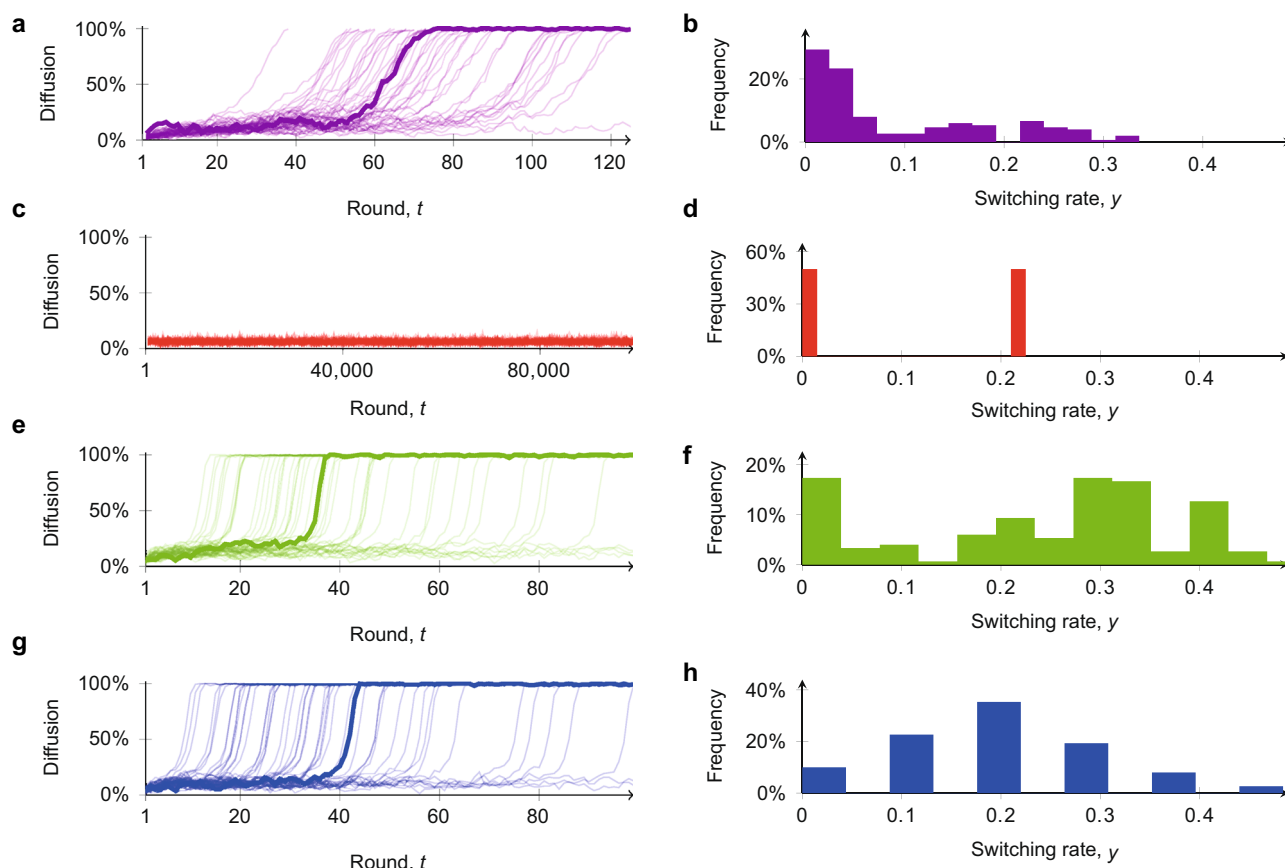 a
Diffusion
100%
50%
0%
1 20 40 60 80 100 120
Round, t
b
Frequency
20%
0%
0 0.1 0.2 0.3 0.4
Switching rate, y
c
Diffusion
100%
50%
0%
1 40,000 80,000
Round, t
d
Frequency
60%
30%
0%
0 0.1 0.2 0.3 0.4
Switching rate, y
e
Diffusion
100%
50%
0%
1 20 40 60 80
Round, t
f
Frequency
20%
10%
0%
0 0.1 0.2 0.3 0.4
Switching rate, y
g
Diffusion
100%
50%
0%
1 20 40 60 80
Round, t
h
Frequency
40%
20%
0%
0 0.1 0.2 0.3 0.4
Switching rate, y